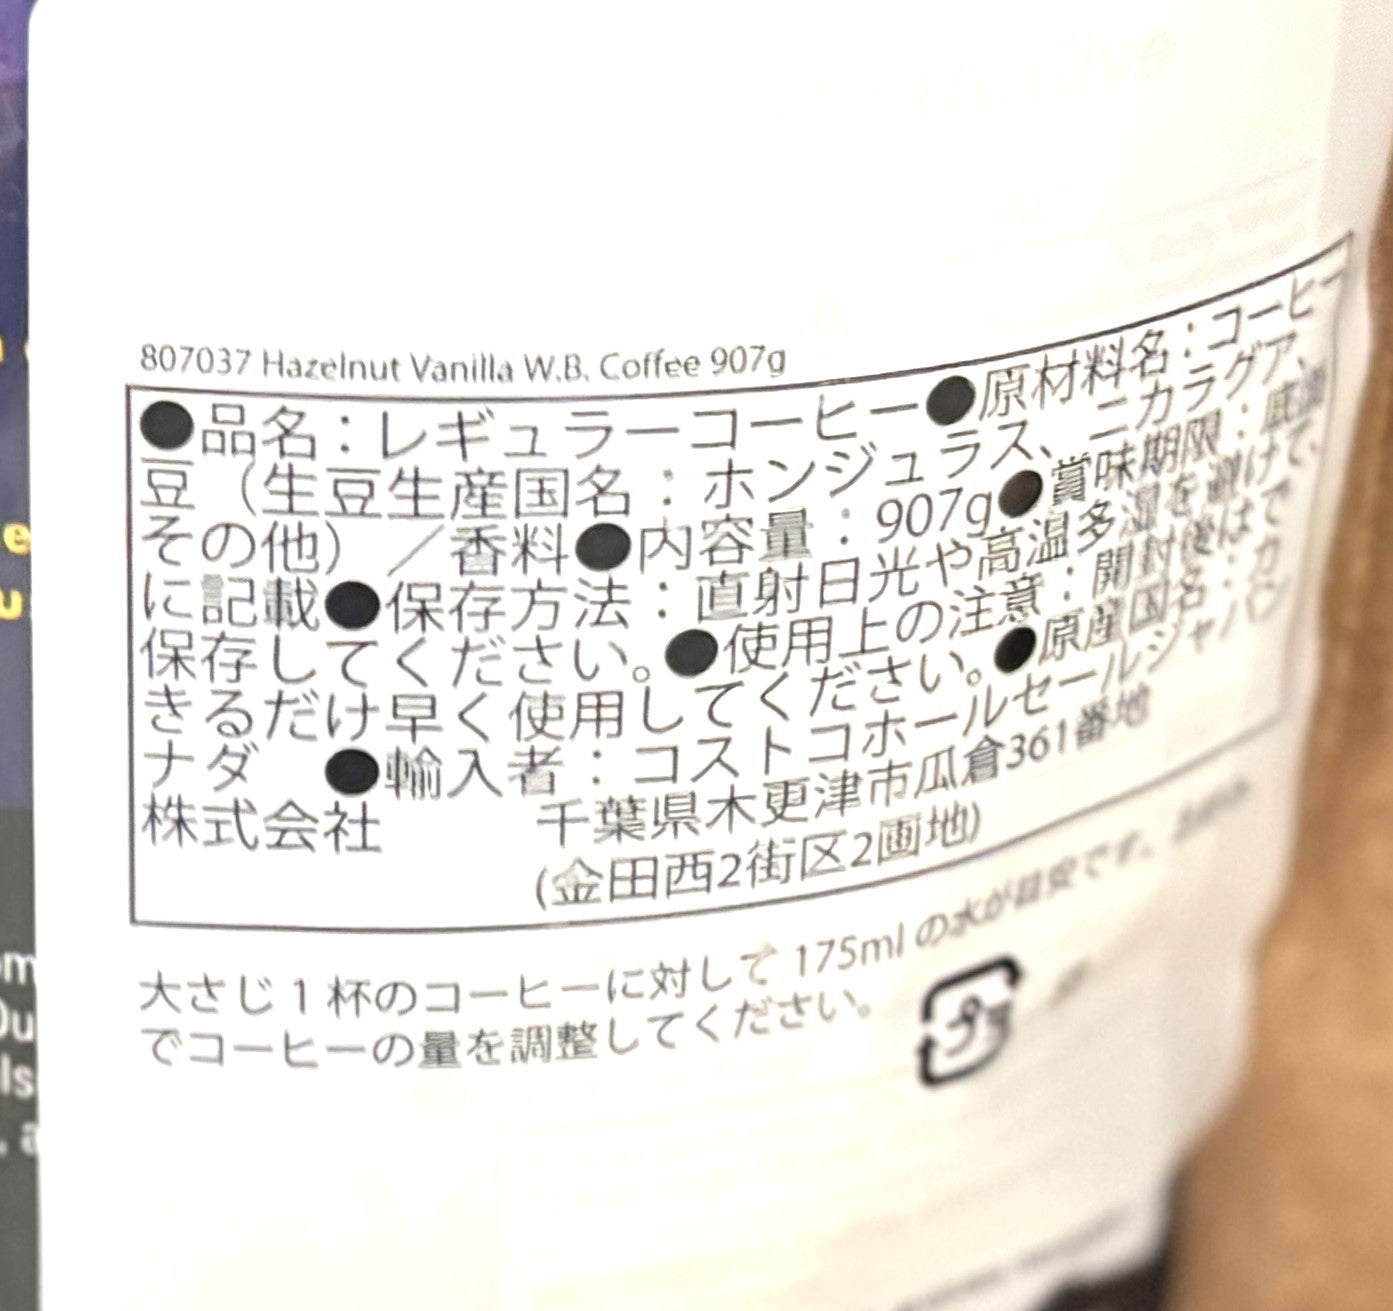 807037 Hazelnut Vanilla W.B. Coffee 907g
●品名：レギュラーコーヒー●原材料名：コーヒー
豆（生豆生産国名：ホンジュラス、ニカラグア、
その他）／香料●内容量：907g●賞味期限：底面
に記載●保存方法：直射日光や高温多湿を避けて、
保存してください。●使用上の注意：開封後はで
きるだけ早く使用してください。●原産国名：カ
ナダ ●輸入者：コストコホールセールジャパン
株式会社 千葉県木更津市瓜倉361番地
(金田西2街区2画地)
大さじ 1 杯のコーヒーに対して 175ml の水が目安です。
でコーヒーの量を調整してください。
プラ
e
u
om
Ou
ls
, a